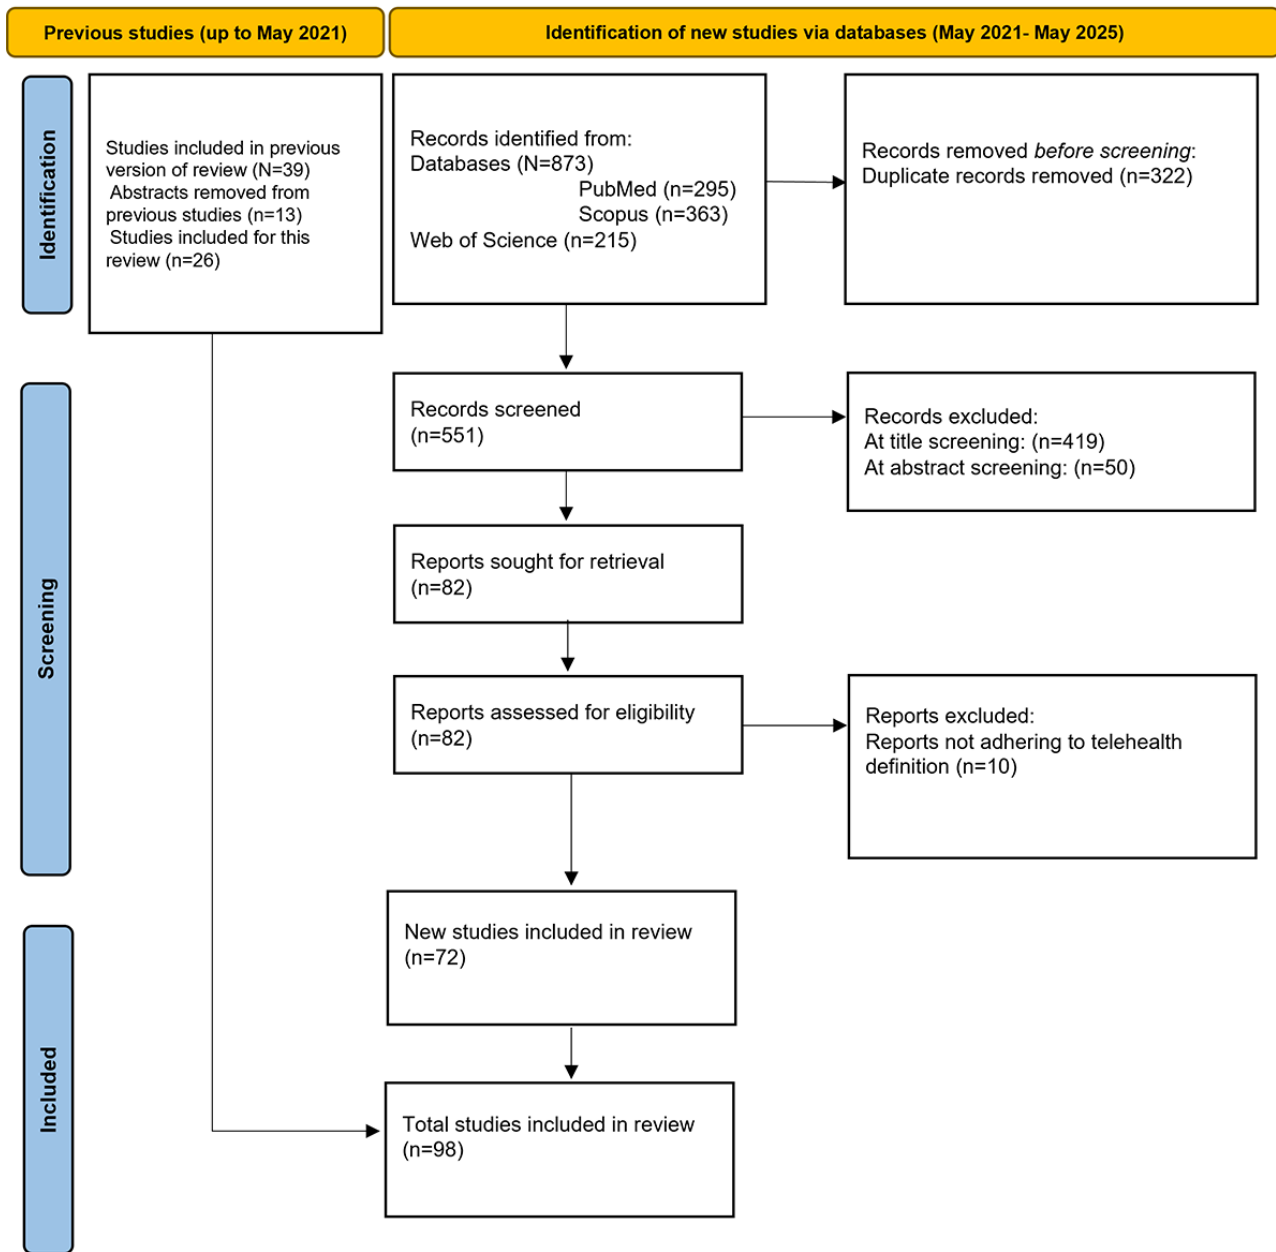 Previous studies (up to May 2021)
Identification of new studies via databases (May 2021- May 2025)
Identification
Studies included in previous
version of review (N=39)
Abstracts removed from
previous studies (n=13)
Studies included for this
review (n=26)
Records identified from:
Databases (N=873)
PubMed (n=295)
Scopus (n=363)
Web of Science (n=215)
Records removed before screening:
Duplicate records removed (n=322)
Screening
Records screened
(n=551)
Records excluded:
At title screening: (n=419)
At abstract screening: (n=50)
Reports sought for retrieval
(n=82)
Reports assessed for eligibility
(n=82)
Reports excluded:
Reports not adhering to telehealth
definition (n=10)
Included
New studies included in review
(n=72)
Total studies included in review
(n=98)